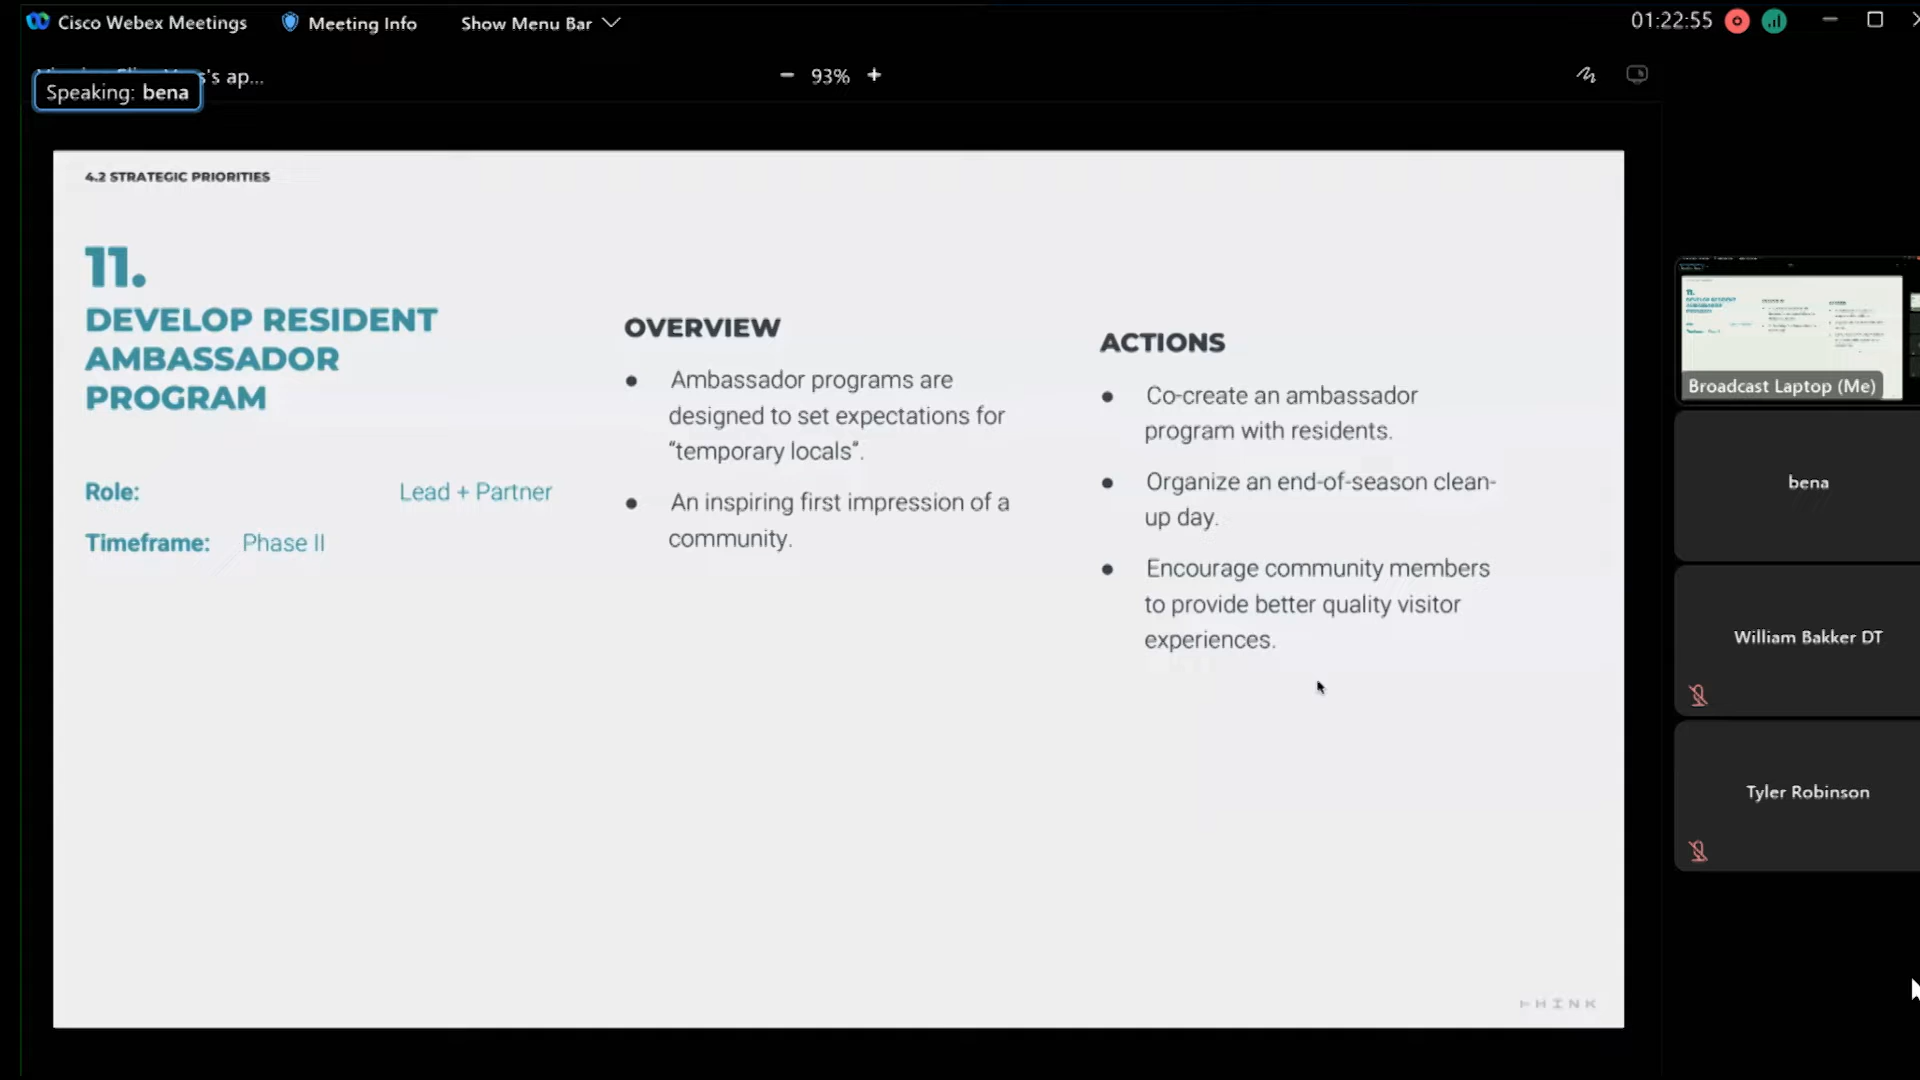 Cisco Webex Meetings
Meeting Info
Show Menu Bar
01:22:55
's ap...
Speaking: bena
93%
4.2 STRATEGIC PRIORITIES
11.
DEVELOP RESIDENT
AMBASSADOR
PROGRAM
Role: Lead + Partner
Timeframe: Phase II
OVERVIEW
● Ambassador programs are
designed to set expectations for
“temporary locals”.
● An inspiring first impression of a
community.
ACTIONS
● Co-create an ambassador
program with residents.
● Organize an end-of-season clean-
up day.
● Encourage community members
to provide better quality visitor
experiences.
THINK
Broadcast Laptop (Me)
bena
William Bakker DT
Tyler Robinson